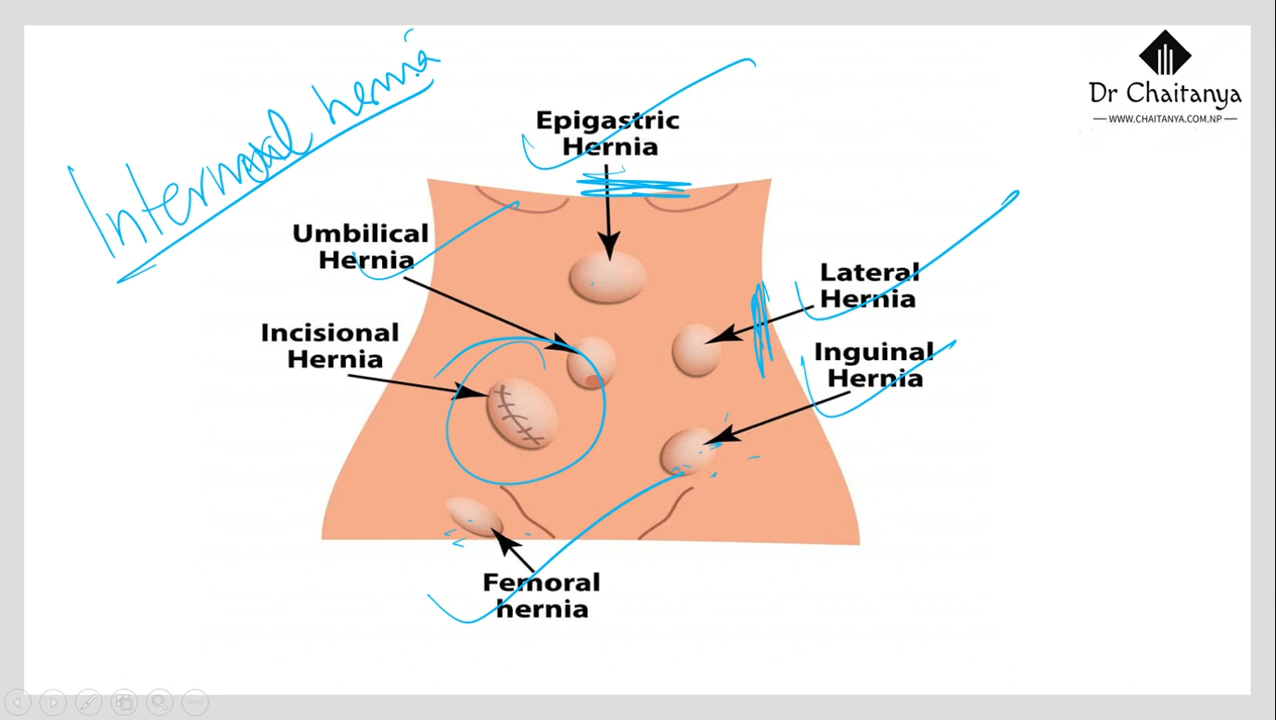 Internal hernia
Dr Chaitanya
WWW.CHAITANYA.COM.NP
Epigastric
Hernia
Umbilical
Hernia
Lateral
Hernia
Incisional
Hernia
Inguinal
Hernia
Femoral
hernia